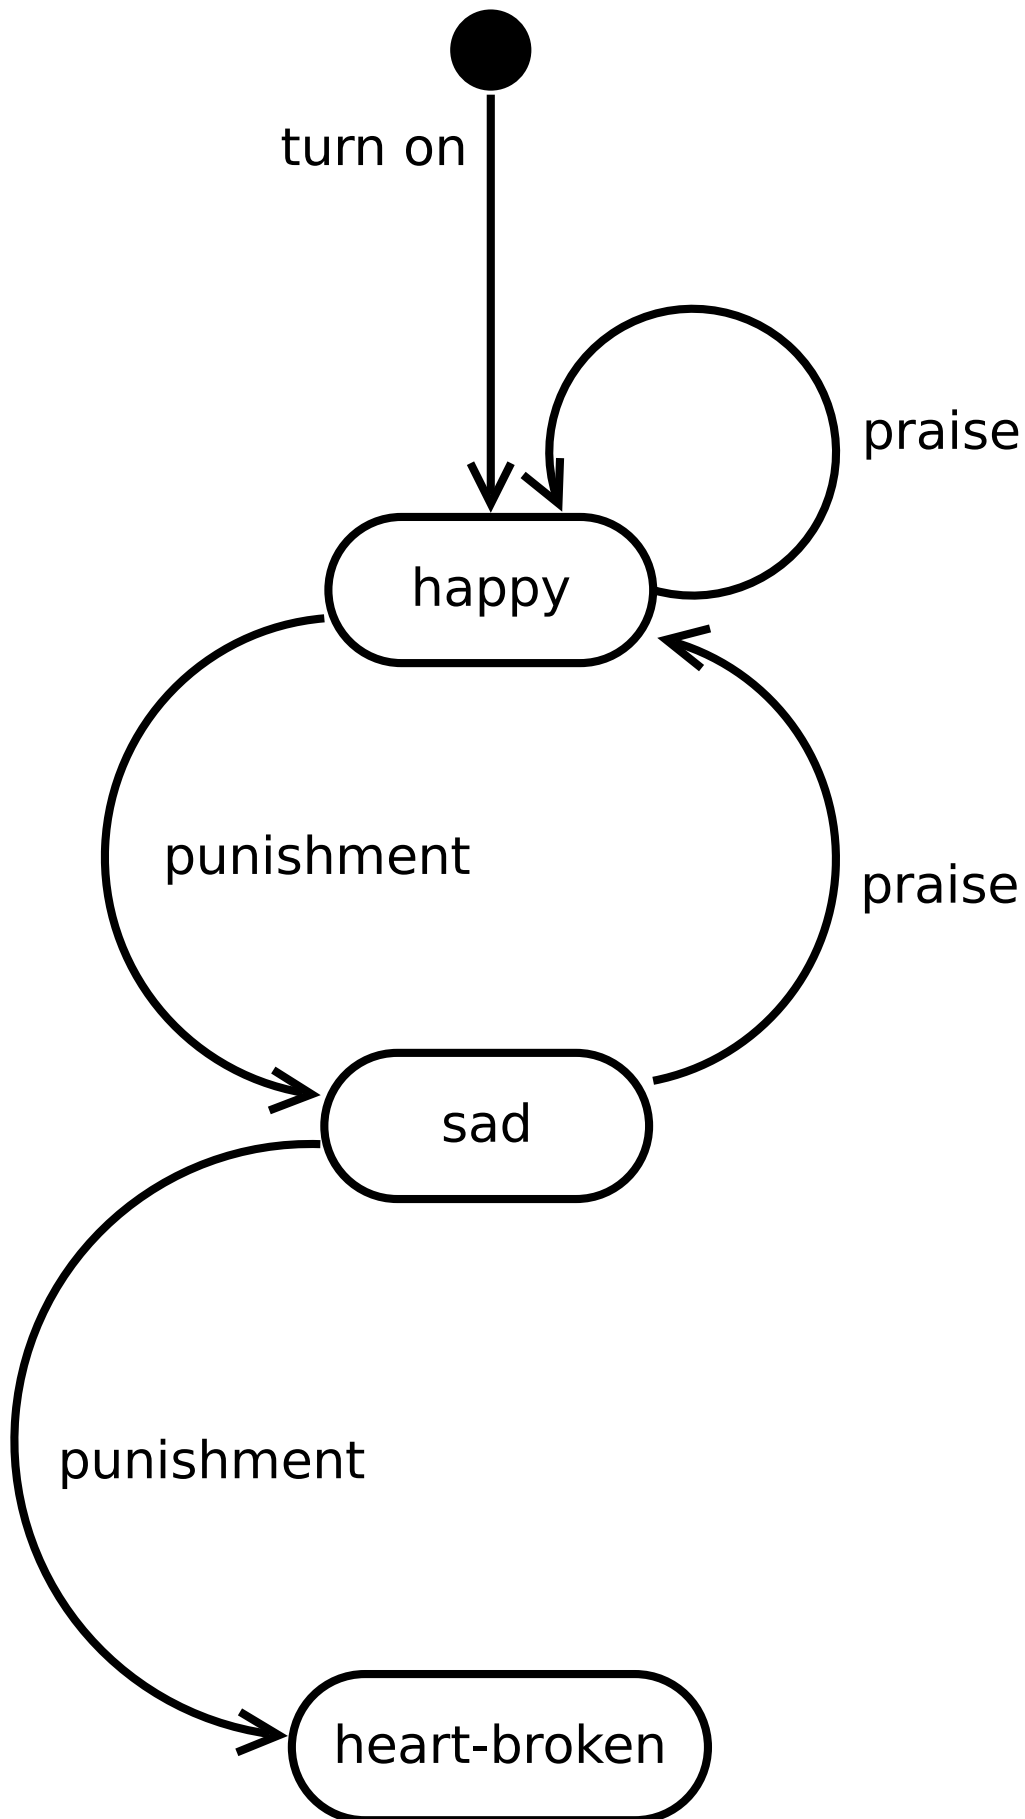 turn on
praise
happy
punishment
praise
sad
punishment
heart-broken